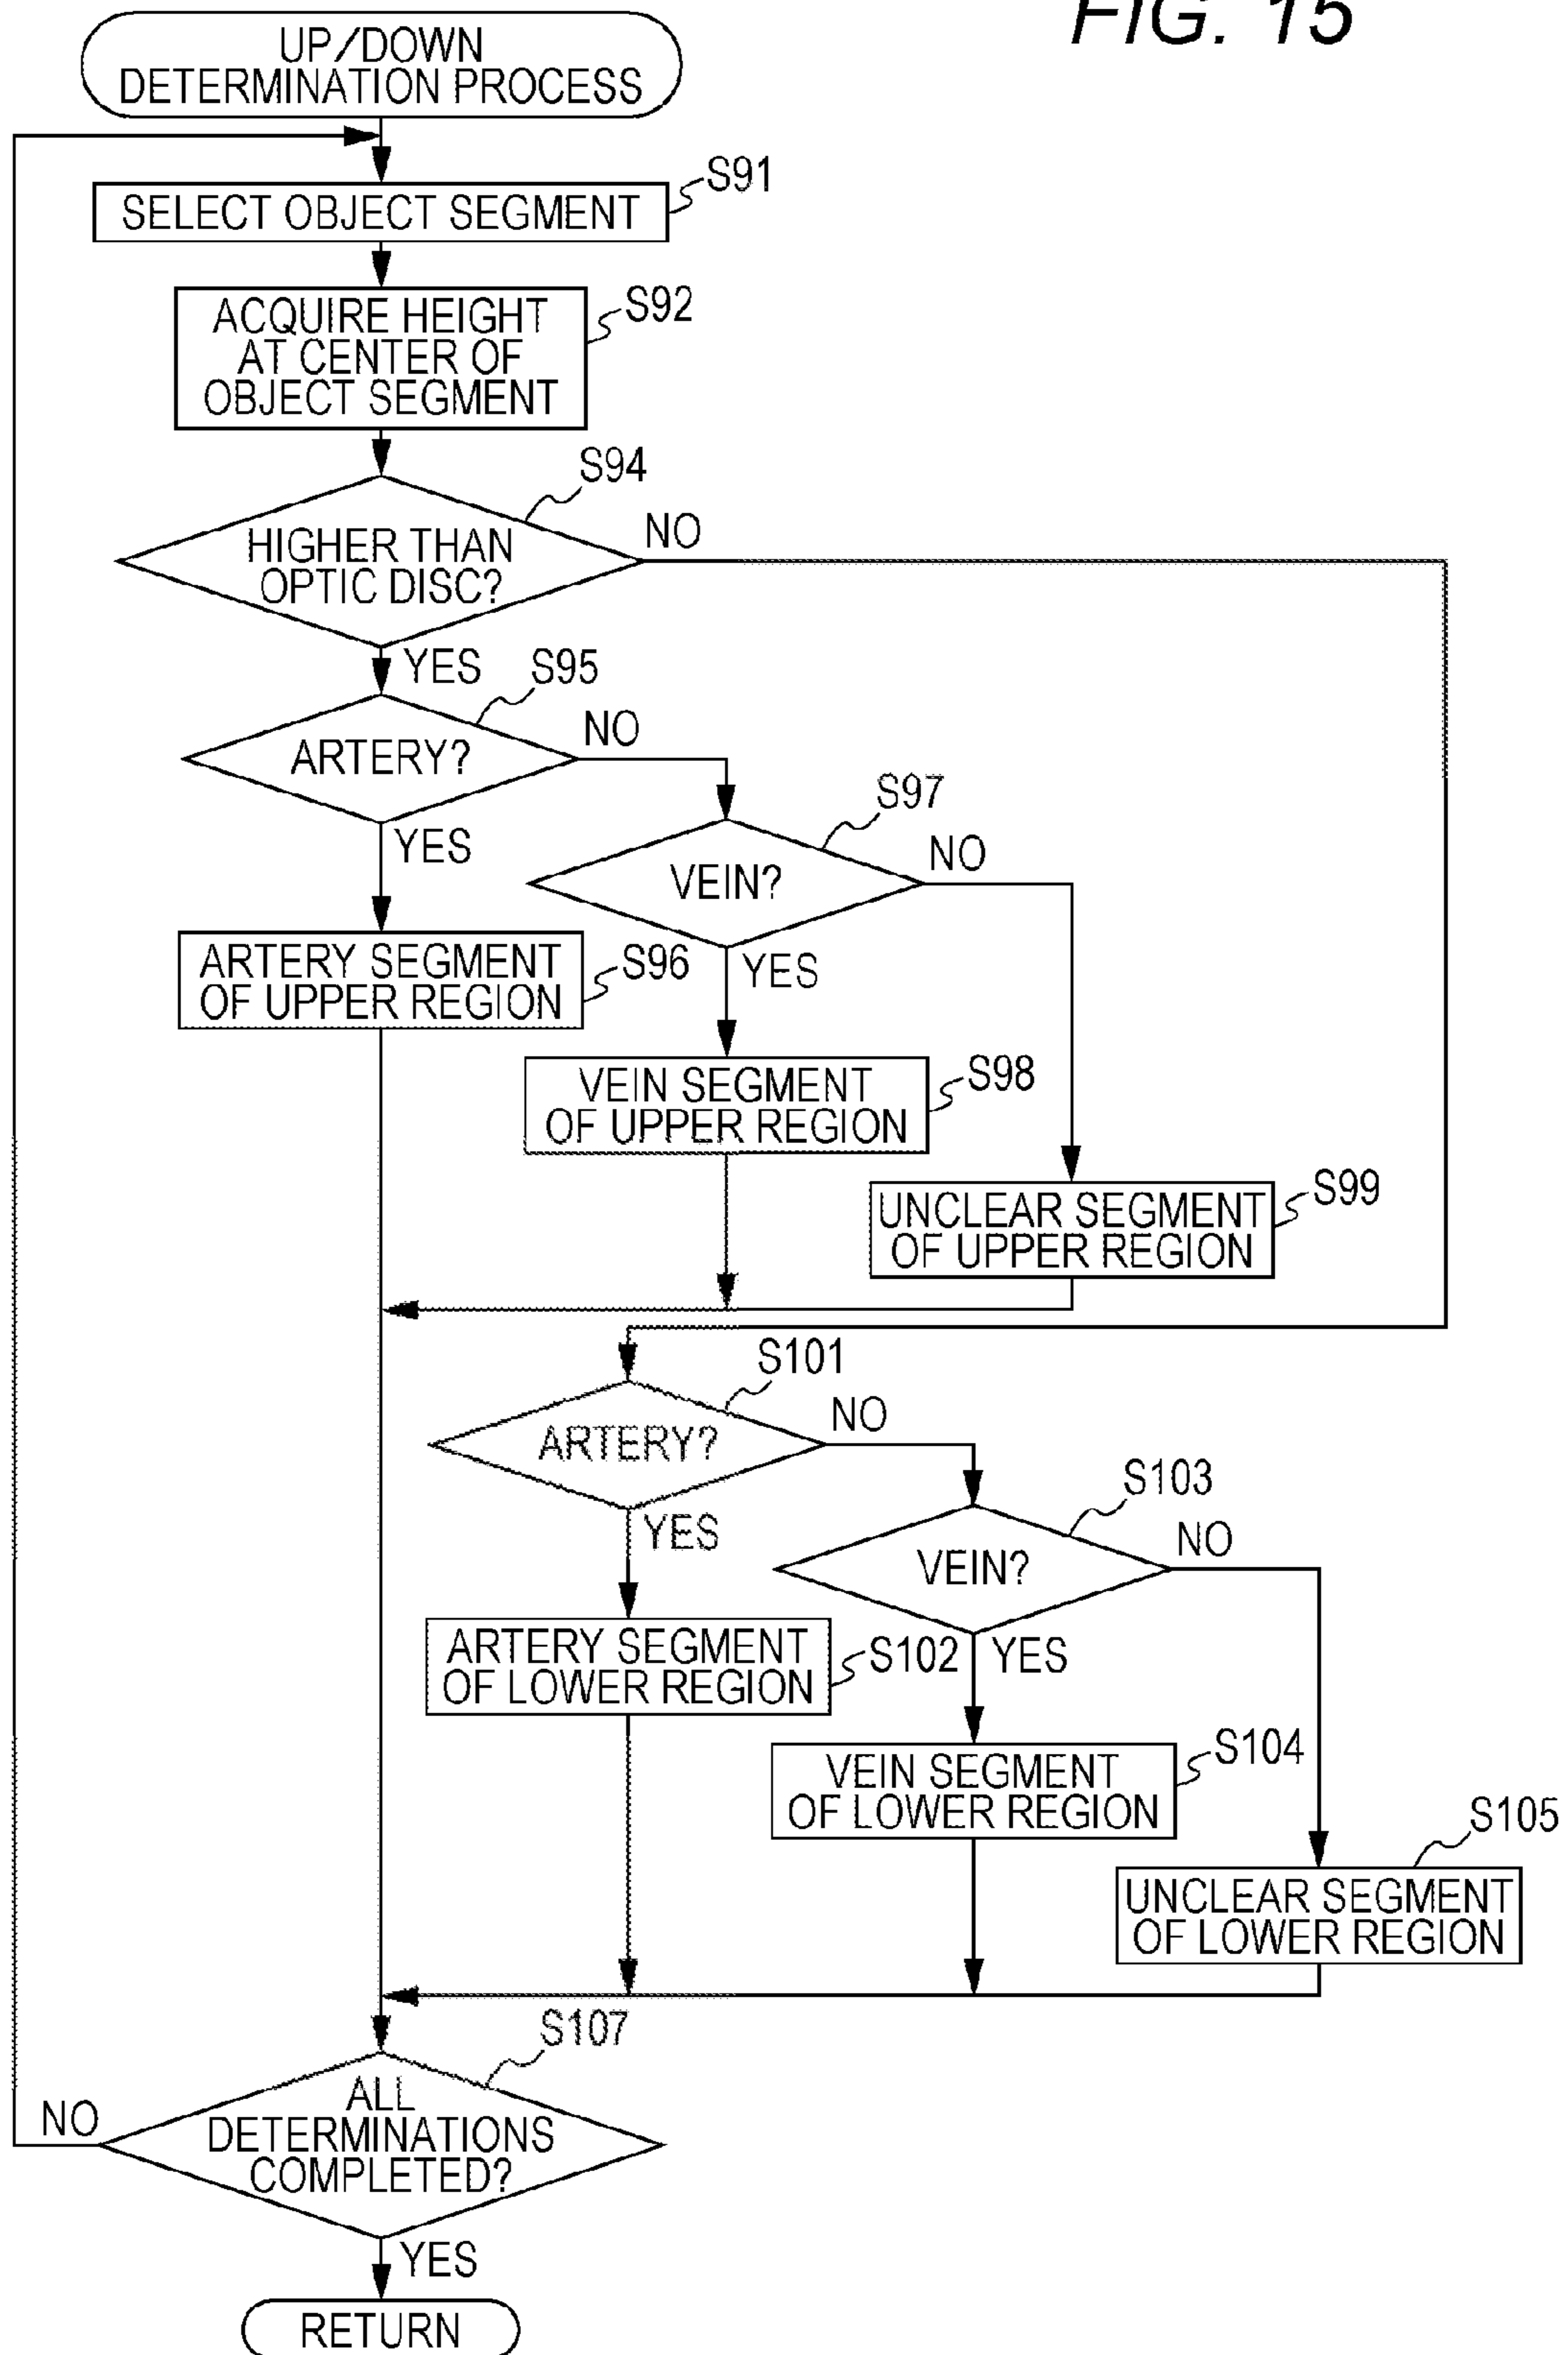 FIG. 15
UP/DOWN
DETERMINATION PROCESS
S91
SELECT OBJECT SEGMENT
S92
ACQUIRE HEIGHT
AT CENTER OF
OBJECT SEGMENT
S94
HIGHER THAN
OPTIC DISC?
NO
YES
S95
ARTERY?
NO
YES
S97
VEIN?
NO
YES
ARTERY SEGMENT
OF UPPER REGION
S96
VEIN SEGMENT
OF UPPER REGION
S98
UNCLEAR SEGMENT
OF UPPER REGION
S99
S101
ARTERY?
NO
YES
S103
VEIN?
NO
YES
ARTERY SEGMENT
OF LOWER REGION
S102
VEIN SEGMENT
OF LOWER REGION
S104
S105
UNCLEAR SEGMENT
OF LOWER REGION
S107
ALL
DETERMINATIONS
COMPLETED?
NO
YES
RETURN